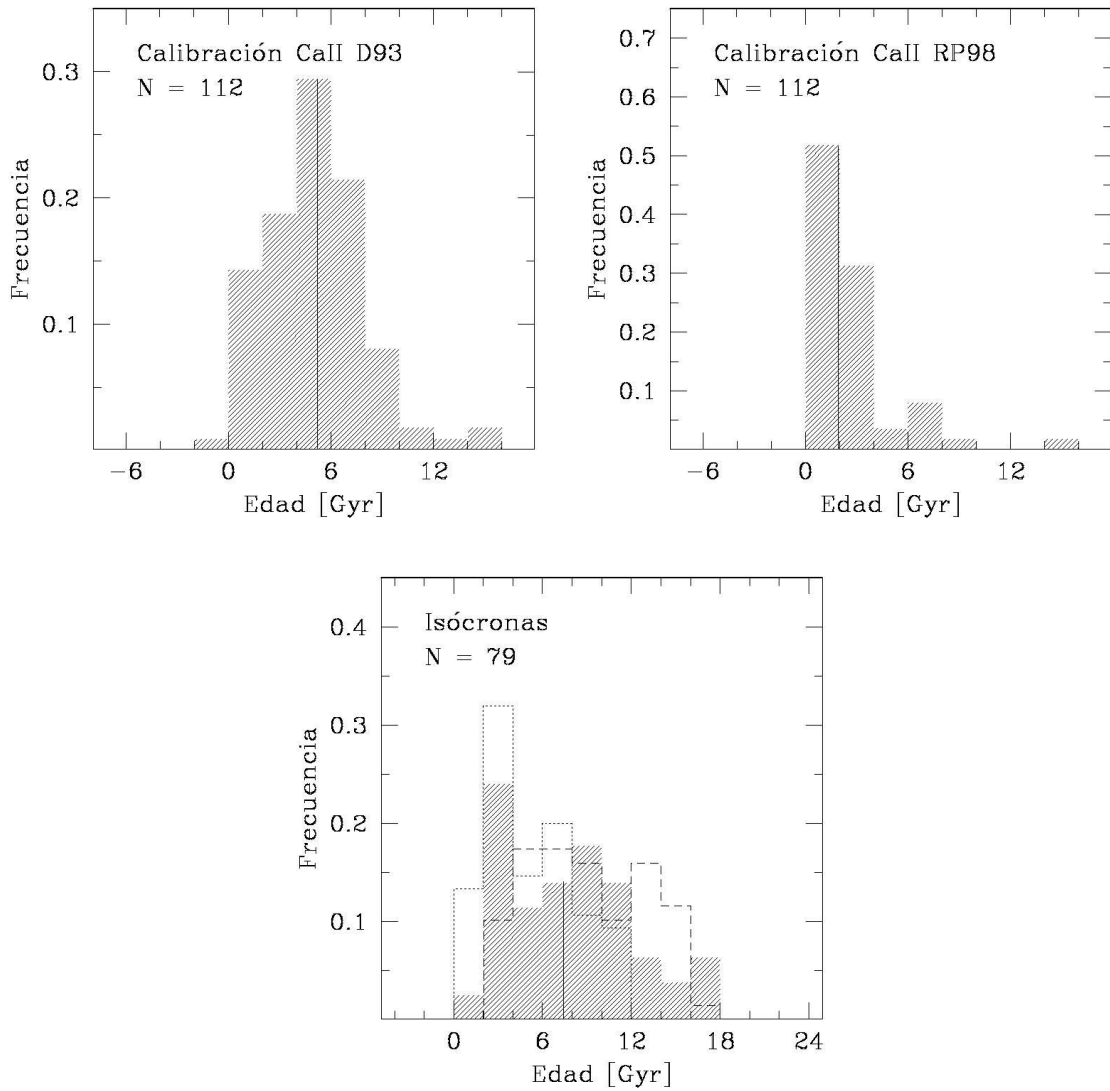 Calibración CaII D93
N = 112
0.3
0.2
0.1
Frecuencia
−6 0 6 12
Edad [Gyr]
Calibración CaII RP98
N = 112
0.7
0.6
0.5
0.4
0.3
0.2
0.1
Frecuencia
−6 0 6 12
Edad [Gyr]
Isócronas
N = 79
0.4
0.3
0.2
0.1
Frecuencia
0 6 12 18 24
Edad [Gyr]